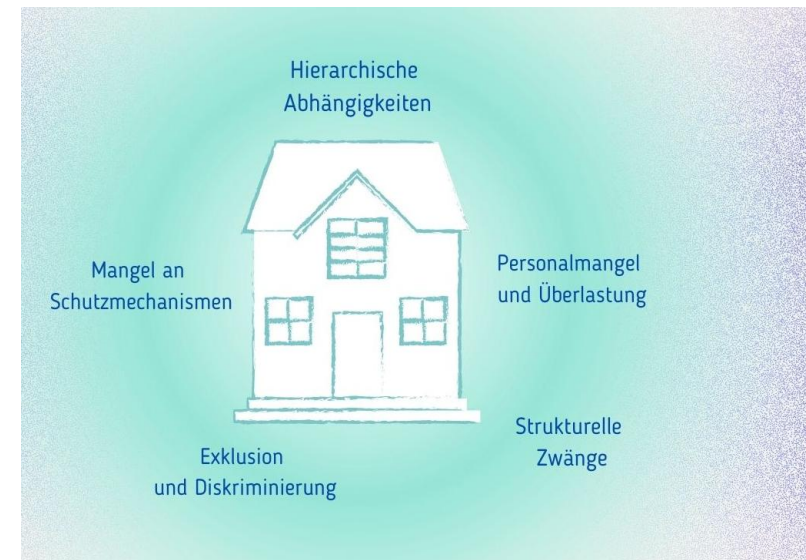 Hierarchische
Abhängigkeiten
Mangel an
Schutzmechanismen
Personalmangel
und Überlastung
Exklusion
und Diskriminierung
Strukturelle
Zwänge